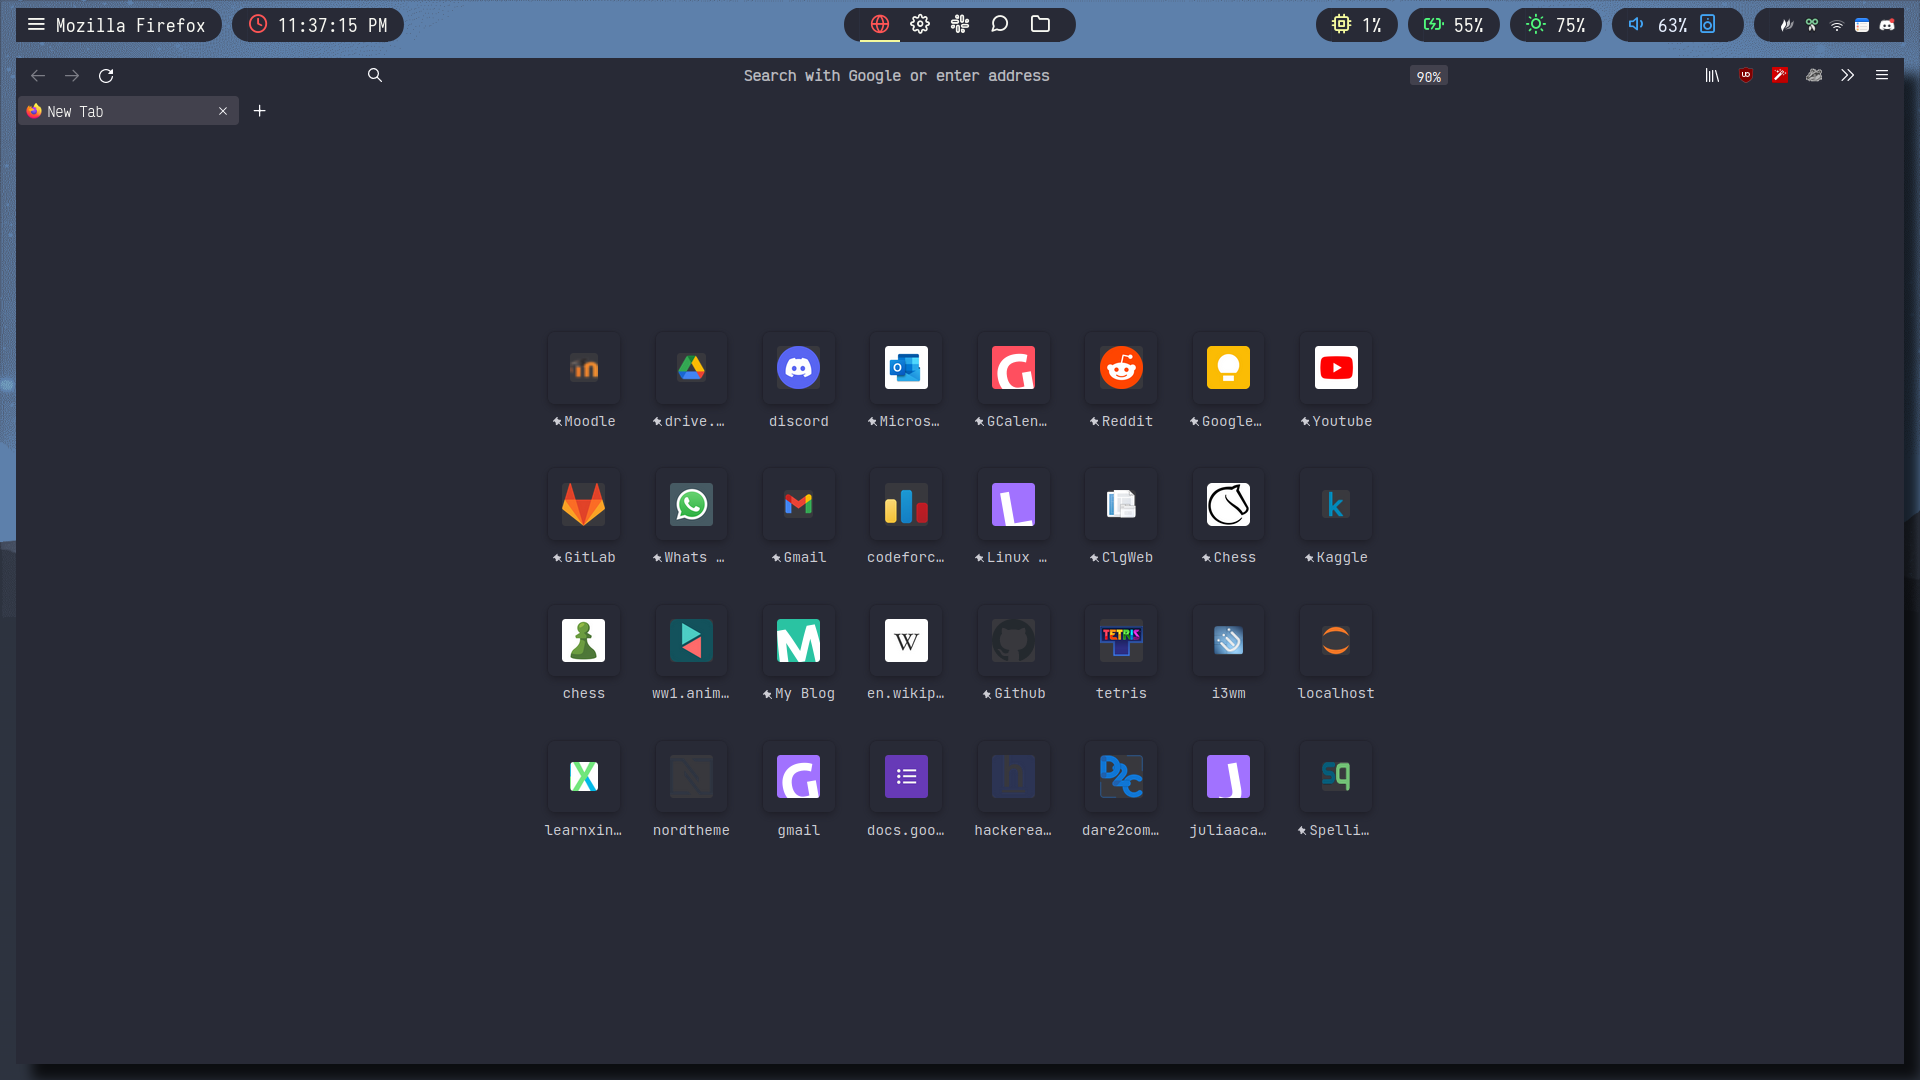 Mozilla Firefox 11:37:15 PM 1% 55% 75% 63%
Search with Google or enter address 90%
New Tab
Moodle drive.… discord Micros… GCalen… Reddit Google… Youtube
GitLab Whats … Gmail codeforc… Linux … ClgWeb Chess Kaggle
TETRIS
chess ww1.anim… My Blog en.wikip… Github tetris i3wm localhost
learnxin… nordtheme gmail docs.goo… hackerea… dare2com… juliaaca… Spelli…